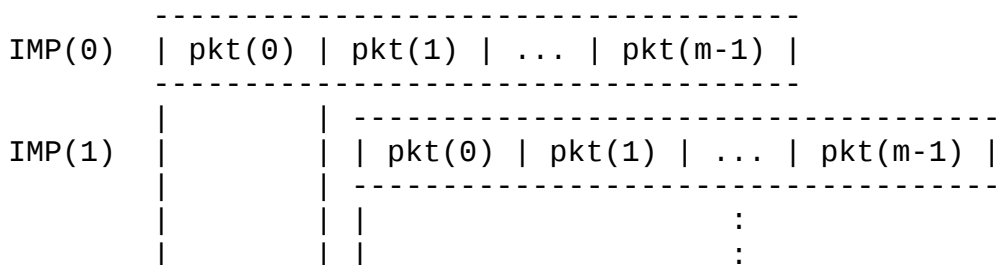 ------------------------------------
IMP(0)  | pkt(0) | pkt(1) | ... | pkt(m-1) |
------------------------------------
|        | ------------------------------------
IMP(1)  |        | | pkt(0) | pkt(1) | ... | pkt(m-1) |
|        | ------------------------------------
|        | |                    :
|        | |                    :